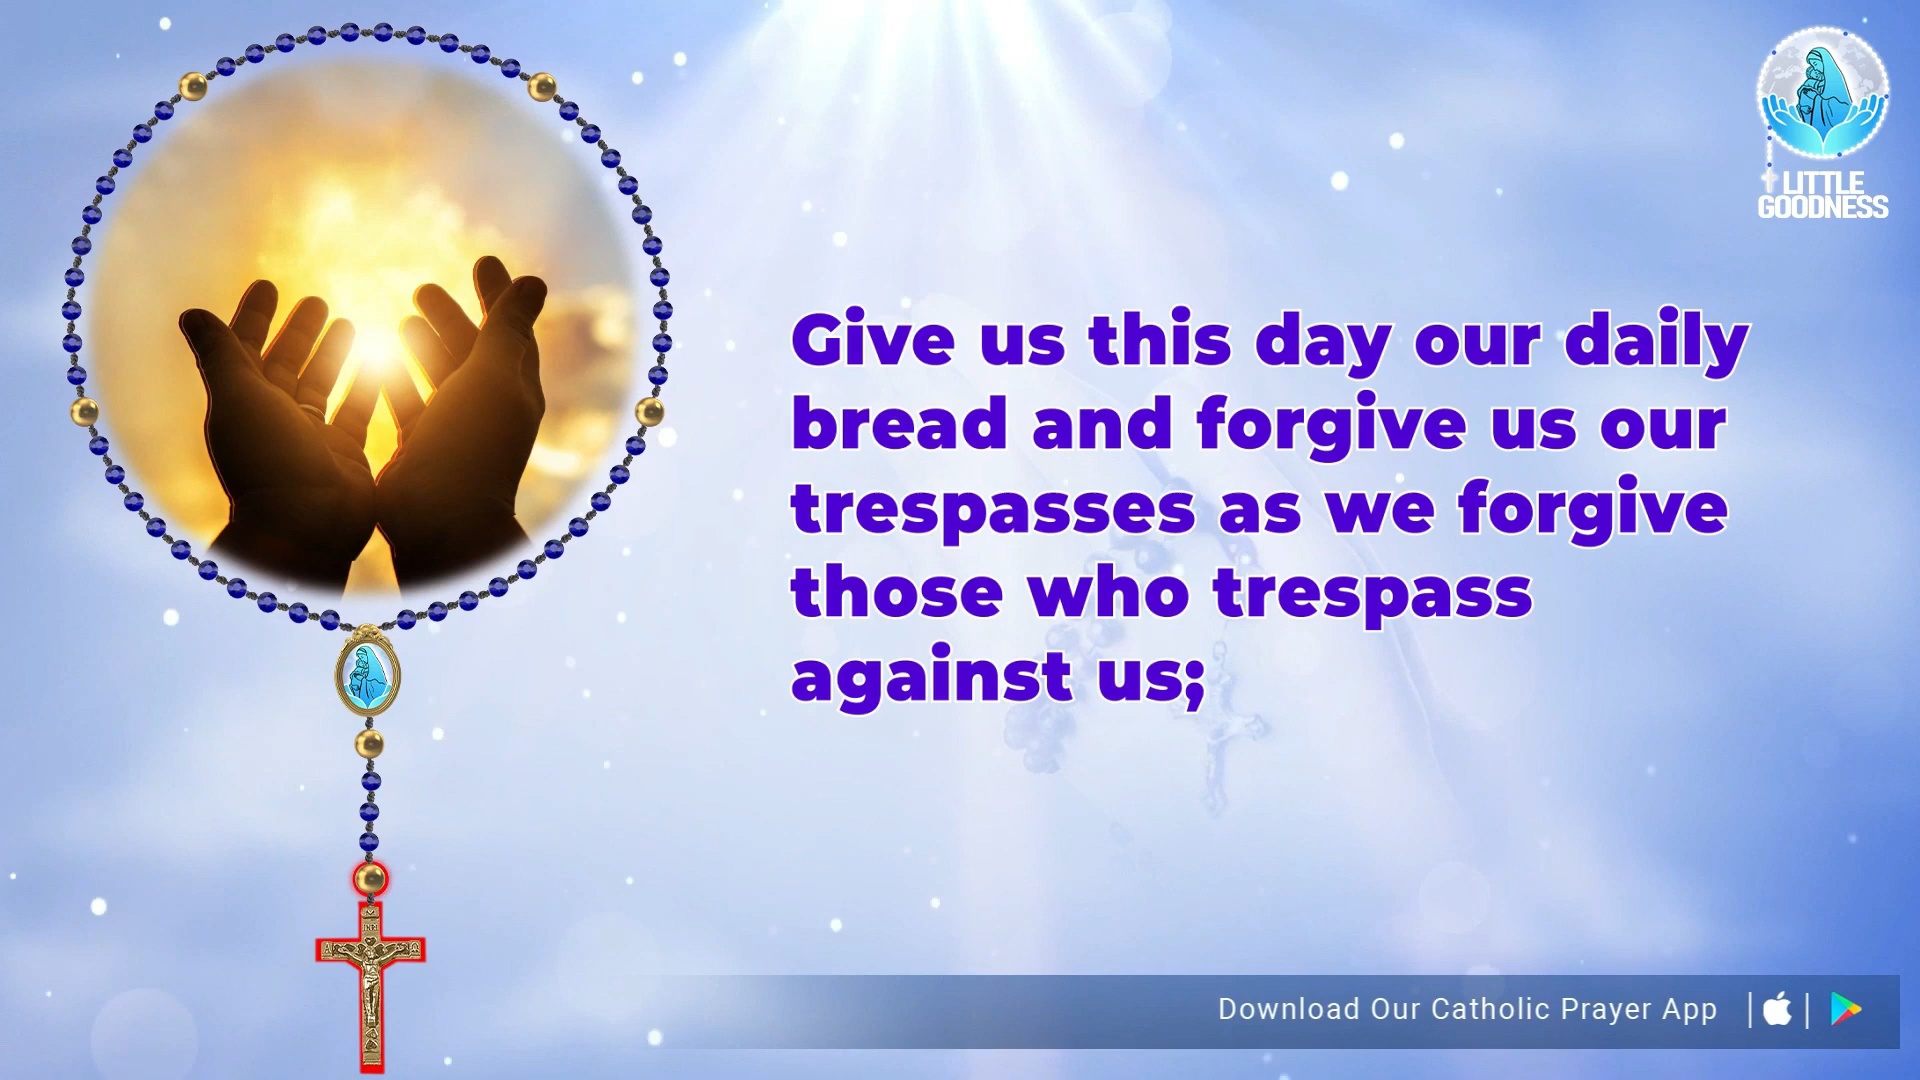 LITTLE
GOODNESS
Give us this day our daily
bread and forgive us our
trespasses as we forgive
those who trespass
against us;
INRI
A Ω
Download Our Catholic Prayer App